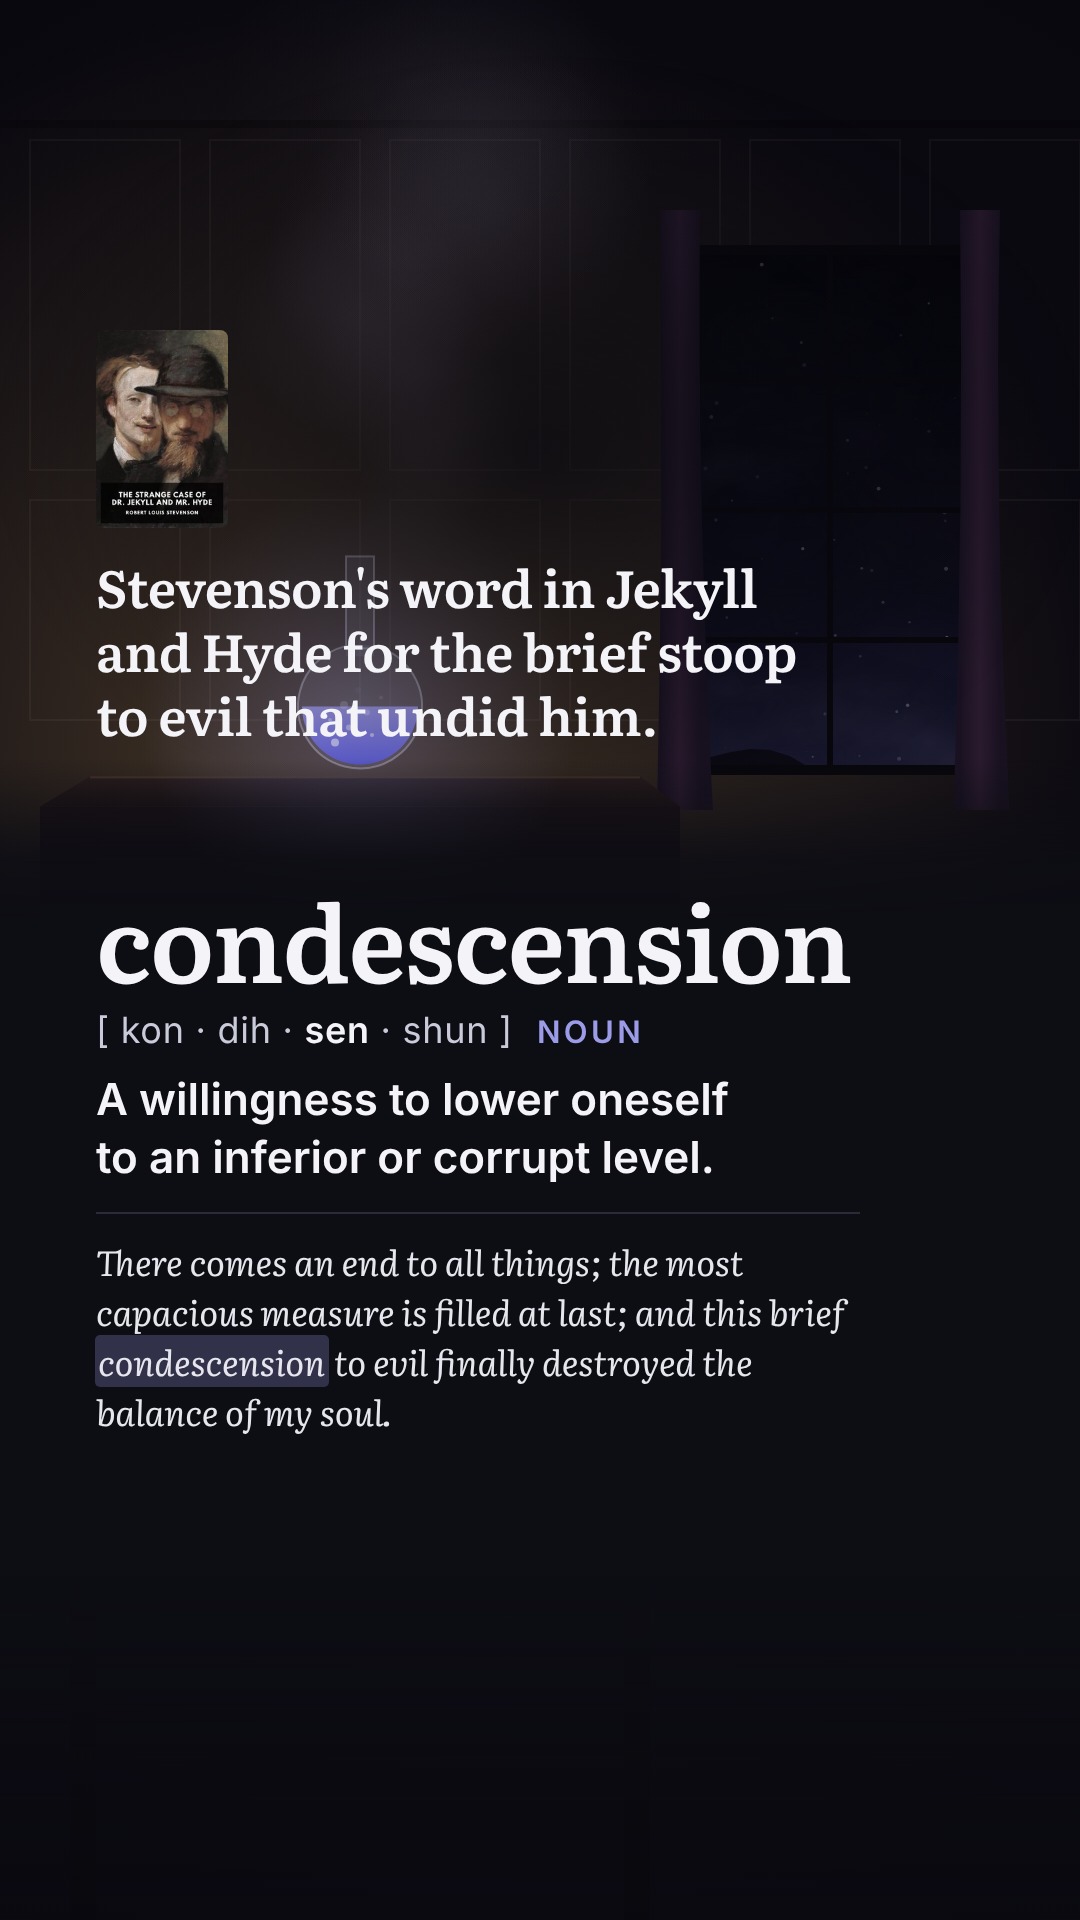 THE STRANGE CASE OF
DR. JEKYLL AND MR. HYDE
ROBERT LOUIS STEVENSON
Stevenson's word in Jekyll
and Hyde for the brief stoop
to evil that undid him.
condescension
[ kon · dih · sen · shun ] NOUN
A willingness to lower oneself
to an inferior or corrupt level.
There comes an end to all things; the most
capacious measure is filled at last; and this brief
condescension to evil finally destroyed the
balance of my soul.